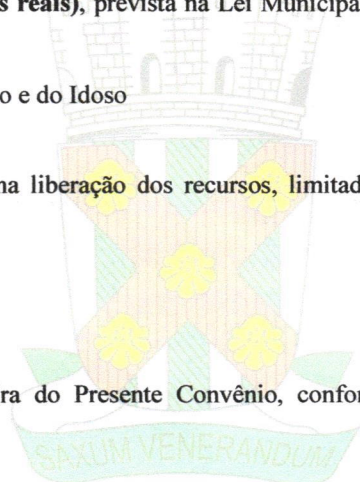 s reais), prevista na Lei Municipa
o e do Idoso
na liberação dos recursos, limitad
ra do Presente Convênio, confor
SAXUM VENERANDUM